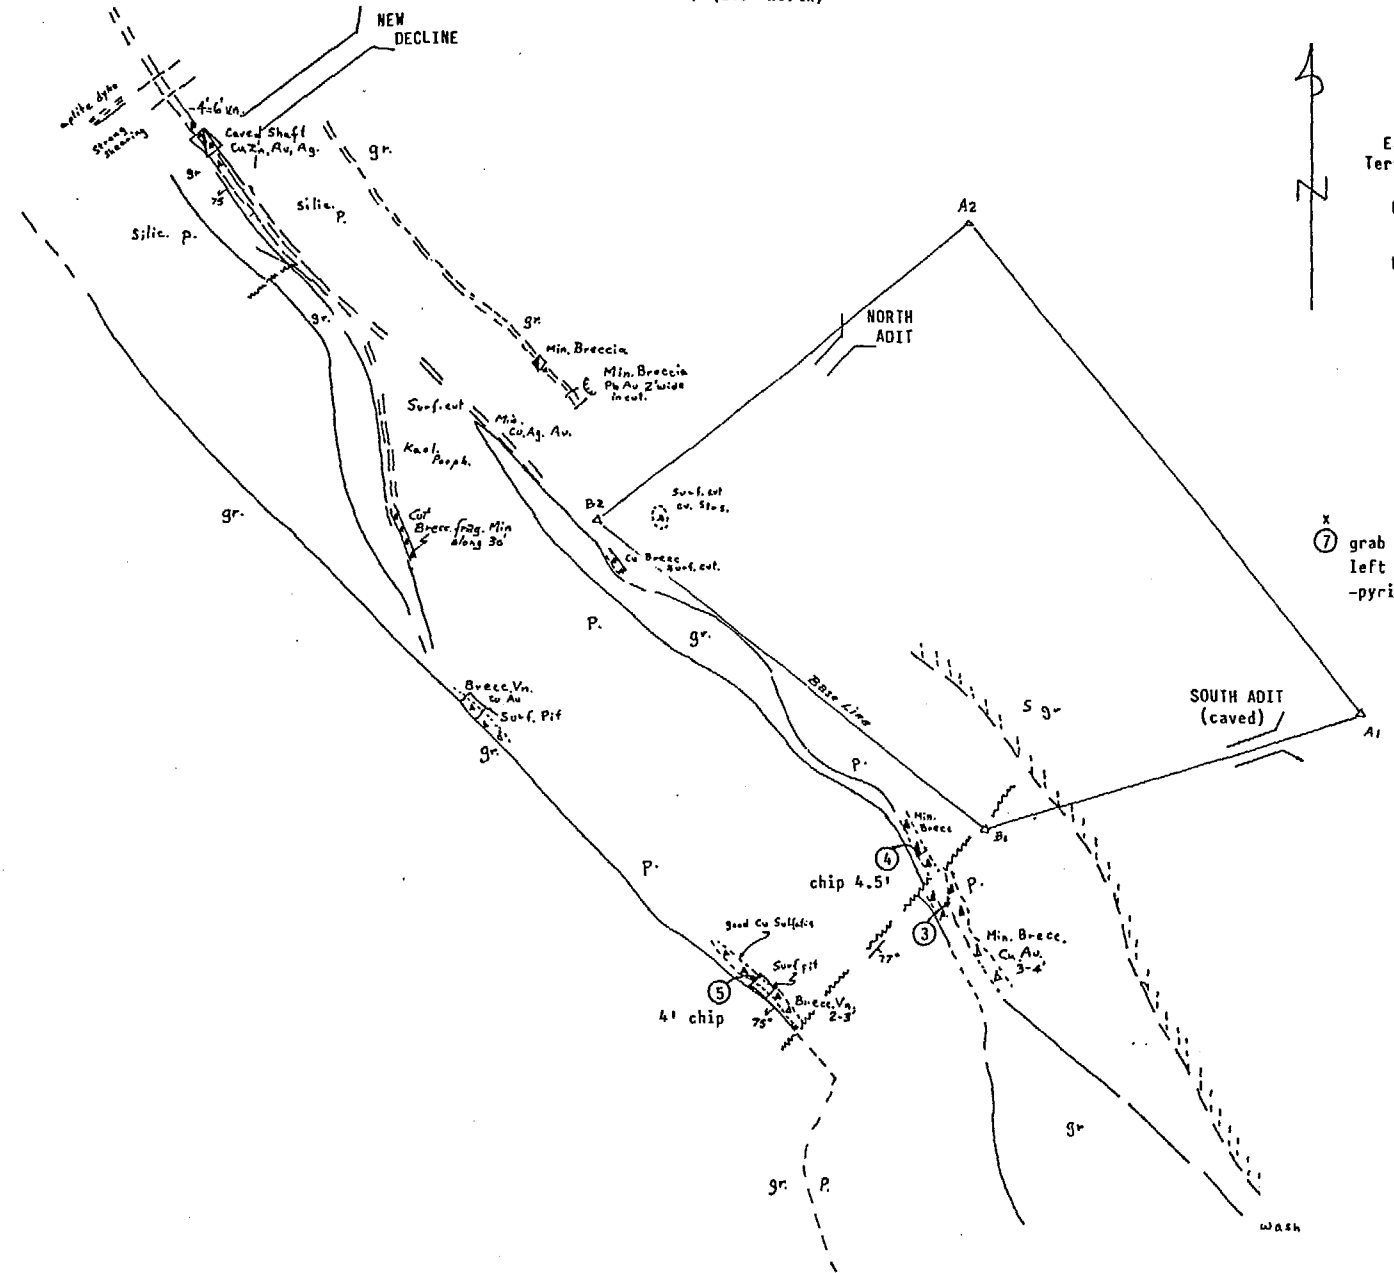 NEW
DECLINE
aplite dyke
Strong
shearing
-4'-6' vn.
Caved Shaft
Cu Zn, Au, Ag.
gr
75
Silic. P.
Silic.
P.
gr.
gr.
gr.
Min. Breccia
Min. Breccia
Pb Au 2' wide
in cut.
Surf. cut
Min.
Cu, Ag. Au.
Kaol.
Porph.
Cut
Brecc. frag. Min
along 30'
gr.
A2
NORTH
ADIT
N
E
Ter
B2
Surf. cut
Cu Brecc
surf. cut.
P.
gr.
Base Line
x
7 grab
left
-pyri
S gr
SOUTH ADIT
(caved)
A1
Brecc. Vn.
Cu Au
Surf. Pit
gr.
P.
B1
Min.
Brecc
4
chip 4.5'
P.
P.
3
77°
Min. Brecc.
Cu Au.
3-4'
good Cu Sulfates
Surf pit
5
4' chip
75°
Brecc. Vn.
2-3'
gr
gr. P.
wash